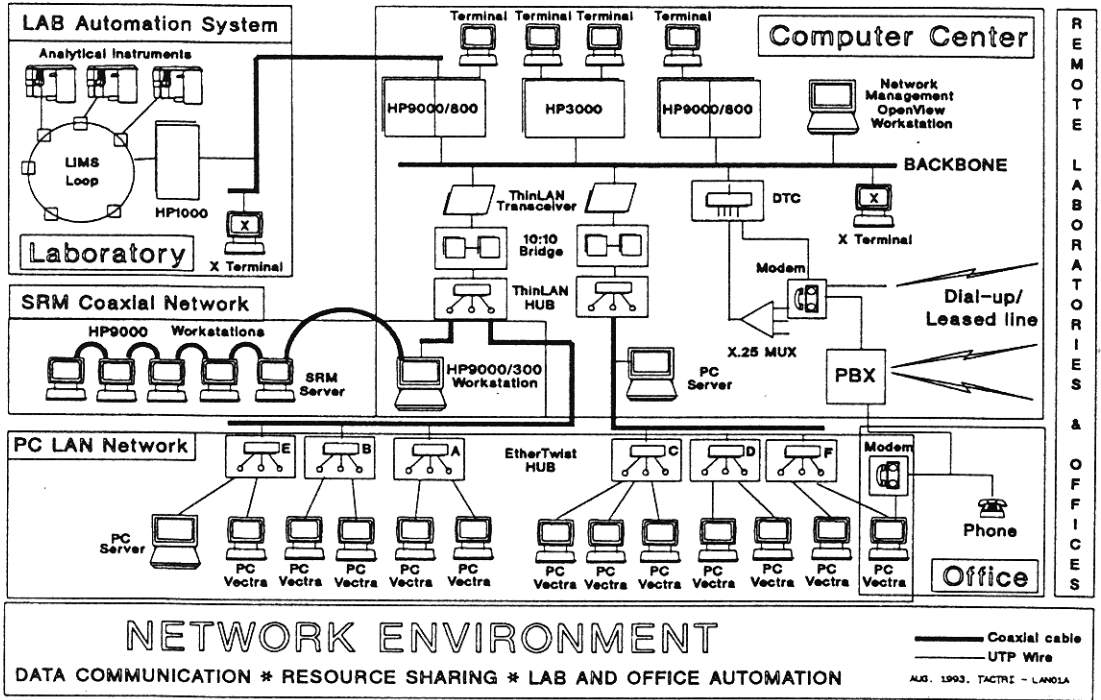 LAB Automation System
Analytical Instruments
LIMS
Loop
HP1000
X
X Terminal
Laboratory
Terminal Terminal Terminal Terminal
Computer Center
HP9000/800
HP3000
HP9000/800
Network
Management
OpenView
Workstation
BACKBONE
ThinLAN
Transceiver
DTC
X
X Terminal
10:10
Bridge
Modem
ThinLAN
HUB
Dial-up/
Leased line
X.25 MUX
PBX
PC
Server
HP9000/300
Workstation
SRM Coaxial Network
HP9000 Workstations
SRM
Server
PC LAN Network
E
B
A
EtherTwist
HUB
C
D
F
Modem
Phone
PC
Server
PC
Vectra
PC
Vectra
PC
Vectra
PC
Vectra
PC
Vectra
PC
Vectra
PC
Vectra
PC
Vectra
PC
Vectra
PC
Vectra
PC
Vectra
PC
Vectra
Office
REMOTE LABORATORIES & OFFICES
NETWORK ENVIRONMENT
DATA COMMUNICATION * RESOURCE SHARING * LAB AND OFFICE AUTOMATION
Coaxial cable
UTP Wire
AUG. 1993, TACTRI - LAN01A